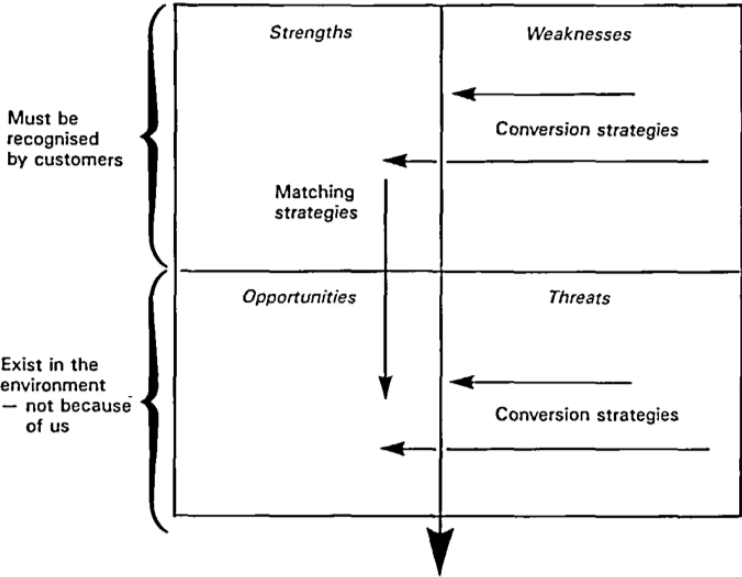 Strengths
Weaknesses
Must be
recognised
by customers
Conversion strategies
Matching
strategies
Opportunities
Threats
Exist in the
environment
— not because
of us
Conversion strategies